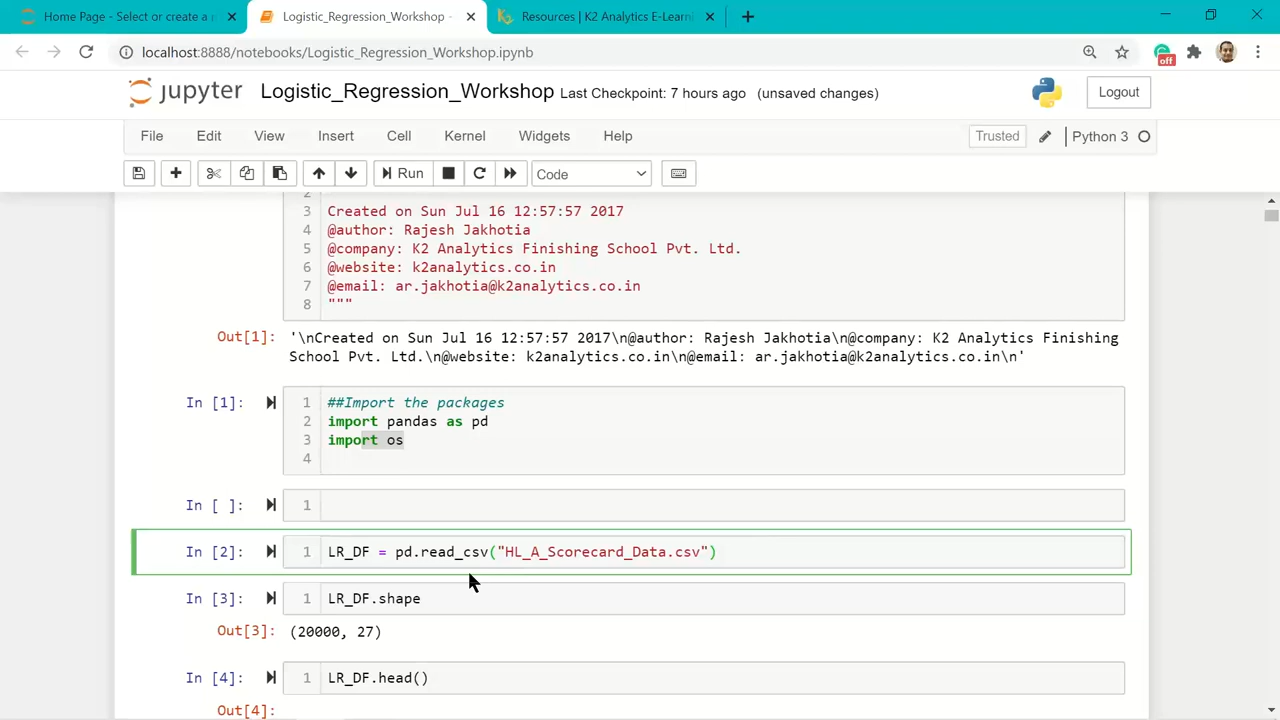 Home Page - Select or create a n
Logistic_Regression_Workshop -
Resources | K2 Analytics E-Learni
localhost:8888/notebooks/Logistic_Regression_Workshop.ipynb
off
jupyter Logistic_Regression_Workshop Last Checkpoint: 7 hours ago (unsaved changes) Logout
File Edit View Insert Cell Kernel Widgets Help Trusted Python 3
Run Code
2
3 Created on Sun Jul 16 12:57:57 2017
4 @author: Rajesh Jakhotia
5 @company: K2 Analytics Finishing School Pvt. Ltd.
6 @website: k2analytics.co.in
7 @email: ar.jakhotia@k2analytics.co.in
8 """
Out[1]: '\nCreated on Sun Jul 16 12:57:57 2017\n@author: Rajesh Jakhotia\n@company: K2 Analytics Finishing
School Pvt. Ltd.\n@website: k2analytics.co.in\n@email: ar.jakhotia@k2analytics.co.in\n'
In [1]: 1 ##Import the packages
2 import pandas as pd
3 import os
4
In [ ]: 1
In [2]: 1 LR_DF = pd.read_csv("HL_A_Scorecard_Data.csv")
In [3]: 1 LR_DF.shape
Out[3]: (20000, 27)
In [4]: 1 LR_DF.head()
Out[4]: